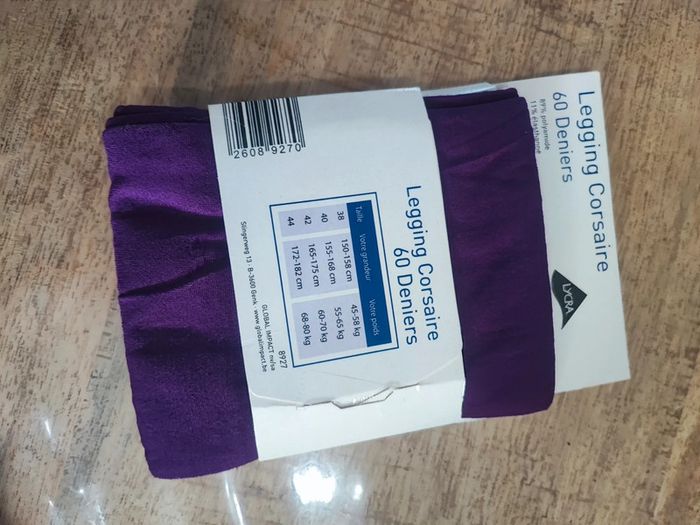 Legging Corsaire
60 Deniers
89% polyamide
11% élasthanne
LYCRA
2608 9270
Legging Corsaire
60 Deniers
Taille Votre grandeur Votre poids
38 150-158 cm 45-58 kg
40 155-168 cm 55-65 kg
42 165-175 cm 60-70 kg
44 172-182 cm 68-80 kg
8927
GLOBAL IMPACT nv/sa
Slingerweg 13 - B-3600 Genk - www.globalimpact.be